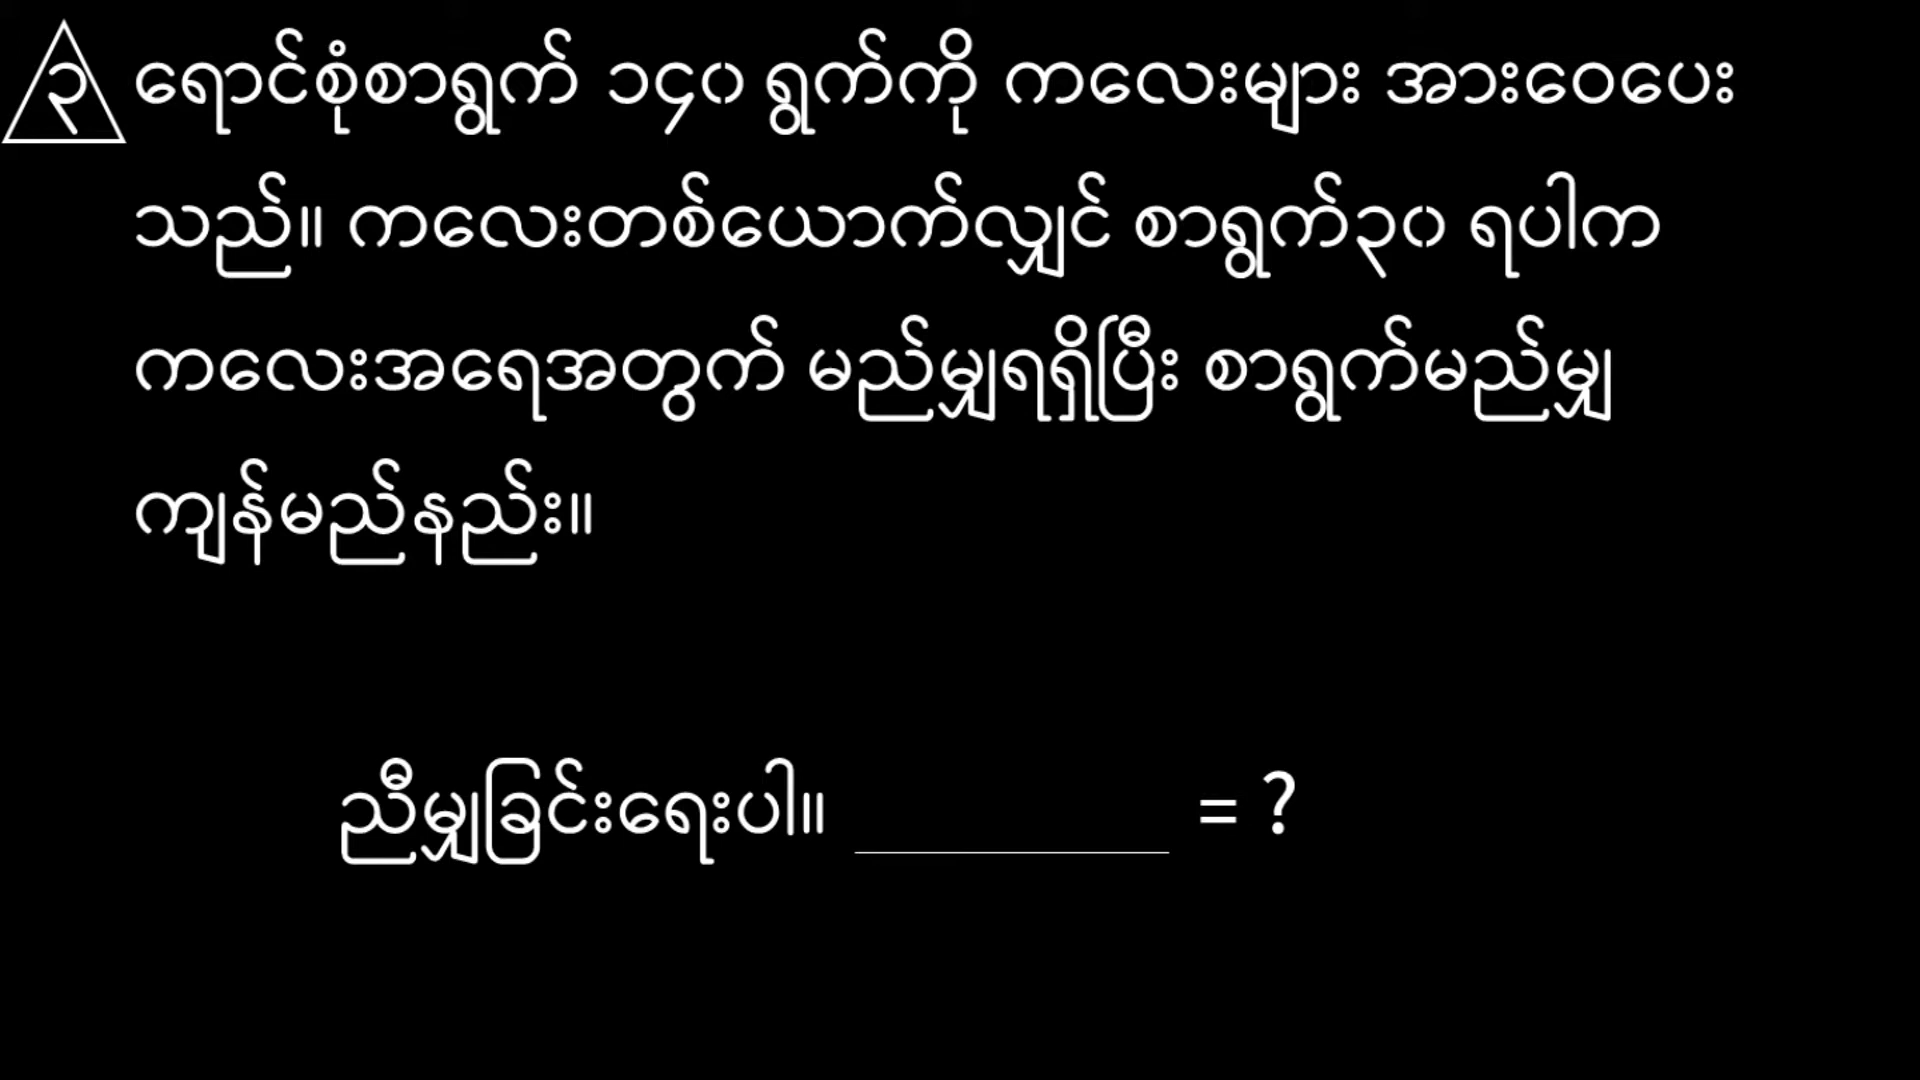 ၃ ရောင်စုံစာရွက် ၁၄၀ ရွက်ကို ကလေးများ အားဝေပေး
သည်။ ကလေးတစ်ယောက်လျှင် စာရွက်၃၀ ရပါက
ကလေးအရေအတွက် မည်မျှရရှိပြီး စာရွက်မည်မျှ
ကျန်မည်နည်း။
ညီမျှခြင်းရေးပါ။ ________ = ?